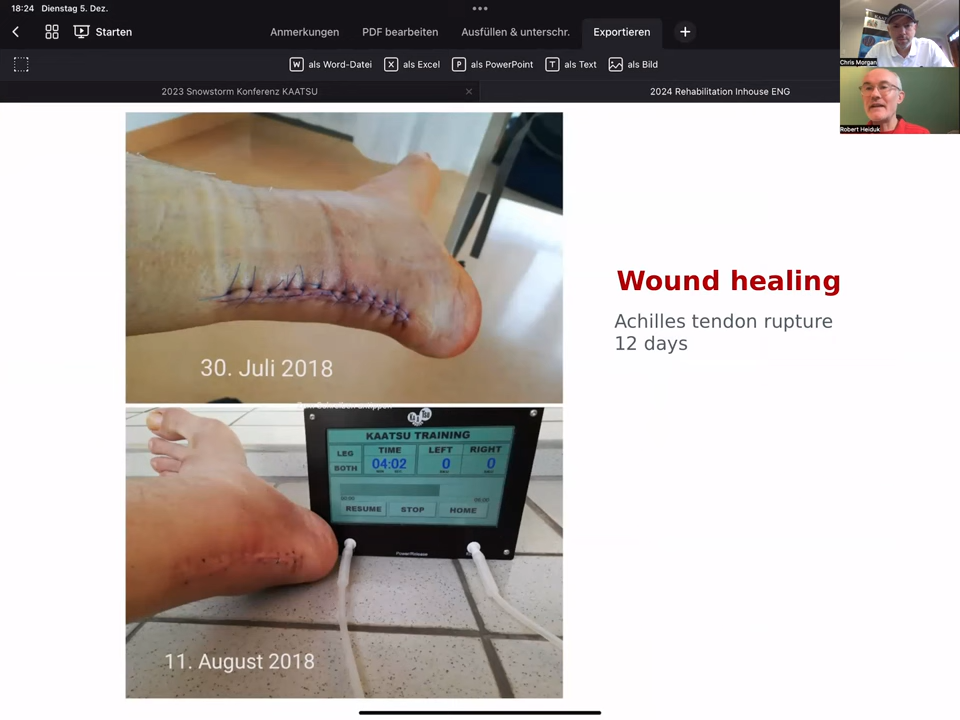 18:24 Dienstag 5. Dez.
Starten
Anmerkungen
PDF bearbeiten
Ausfüllen & unterschr.
Exportieren
W als Word-Datei
X als Excel
P als PowerPoint
T als Text
als Bild
2023 Snowstorm Konferenz KAATSU
2024 Rehabilitation Inhouse ENG
Chris Morgan
Robert Heiduk
30. Juli 2018
Wound healing
Achilles tendon rupture
12 days
KAATSU TRAINING
LEG
BOTH
TIME
04:02
LEFT
0
RIGHT
0
RESUME
STOP
HOME
Power/Release
11. August 2018